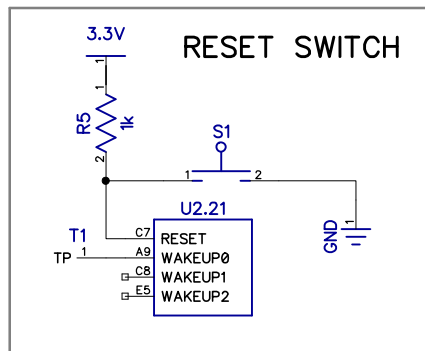 3.3V
RESET SWITCH
1
1
R5
1k
2
S1
1
2
U2.21
1
GND
T1
C7
RESET
TP
1
A9
WAKEUP0
C8
WAKEUP1
E5
WAKEUP2